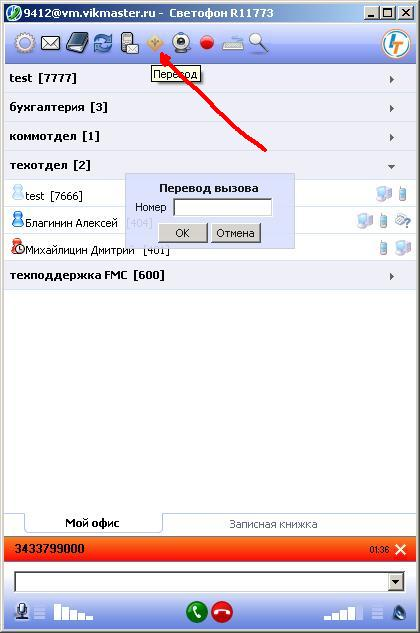 9412@vm.vikmaster.ru - Светофон R11773
Перевод
test [7777]
бухгалтерия [3]
коммотдел [1]
техотдел [2]
test [7666]
Перевод вызова
Номер
OK Отмена
Благинин Алексей [404]
Михайлицин Дмитрий [401]
техподдержка FMC [600]
Мой офис Записная книжка
3433799000 01:36